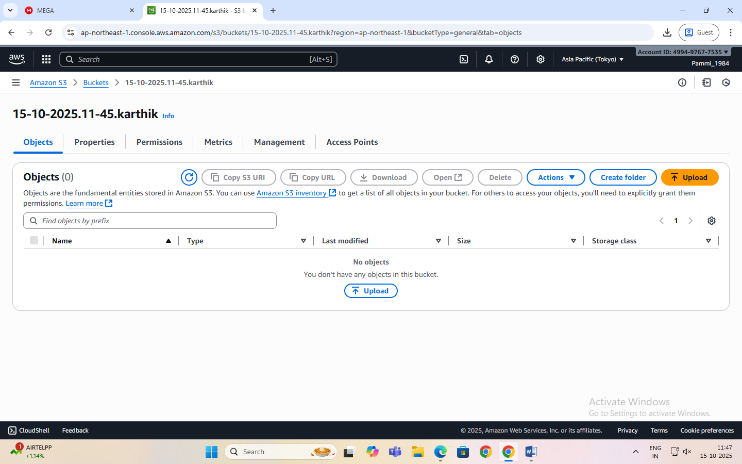 MEGA
15-10-2025.11-45.karthik - S3 b
Guest
ap-northeast-1.console.aws.amazon.com/s3/buckets/15-10-2025.11-45.karthik?region=ap-northeast-1&bucketType=general&tab=objects
aws
Search
[Alt+S]
Asia Pacific (Tokyo) ▼
Account ID: 4994-9767-7535 ▼
Pammi_1984
Amazon S3 > Buckets > 15-10-2025.11-45.karthik
15-10-2025.11-45.karthik Info
Objects Properties Permissions Metrics Management Access Points
Objects (0)
Copy S3 URI
Copy URL
Download
Open
Delete
Actions ▼
Create folder
Upload
Objects are the fundamental entities stored in Amazon S3. You can use Amazon S3 inventory to get a list of all objects in your bucket. For others to access your objects, you'll need to explicitly grant them
permissions. Learn more
Find objects by prefix
< 1 >
Name ▲ Type Last modified Size Storage class
No objects
You don't have any objects in this bucket.
Upload
Activate Windows
Go to Settings to activate Windows.
CloudShell Feedback © 2025, Amazon Web Services, Inc. or its affiliates. Privacy Terms Cookie preferences
1
AIRTELPP
+1.14%
Search
ENG
IN
11:47
15-10-2025